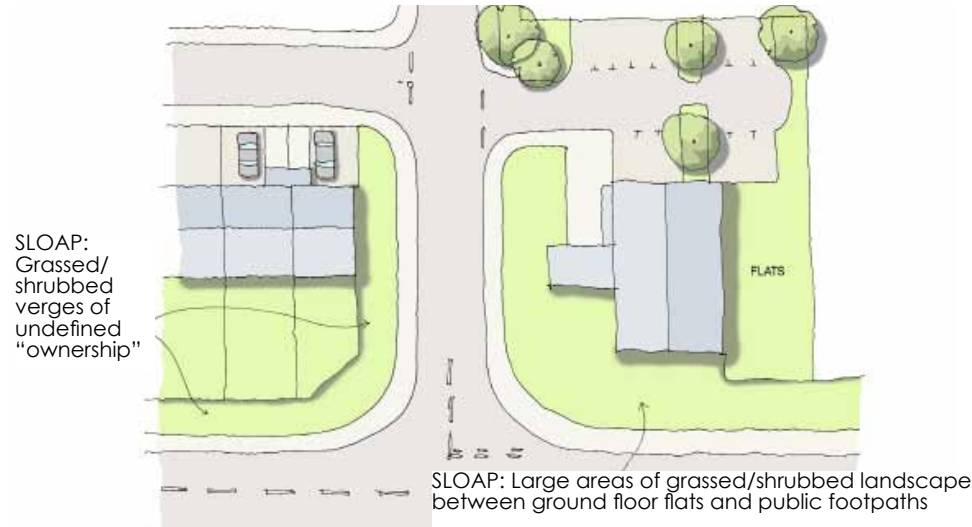 SLOAP:
Grassed/
shrubbed
verges of
undefined
“ownership”
FLATS
SLOAP: Large areas of grassed/shrubbed landscape
between ground floor flats and public footpaths